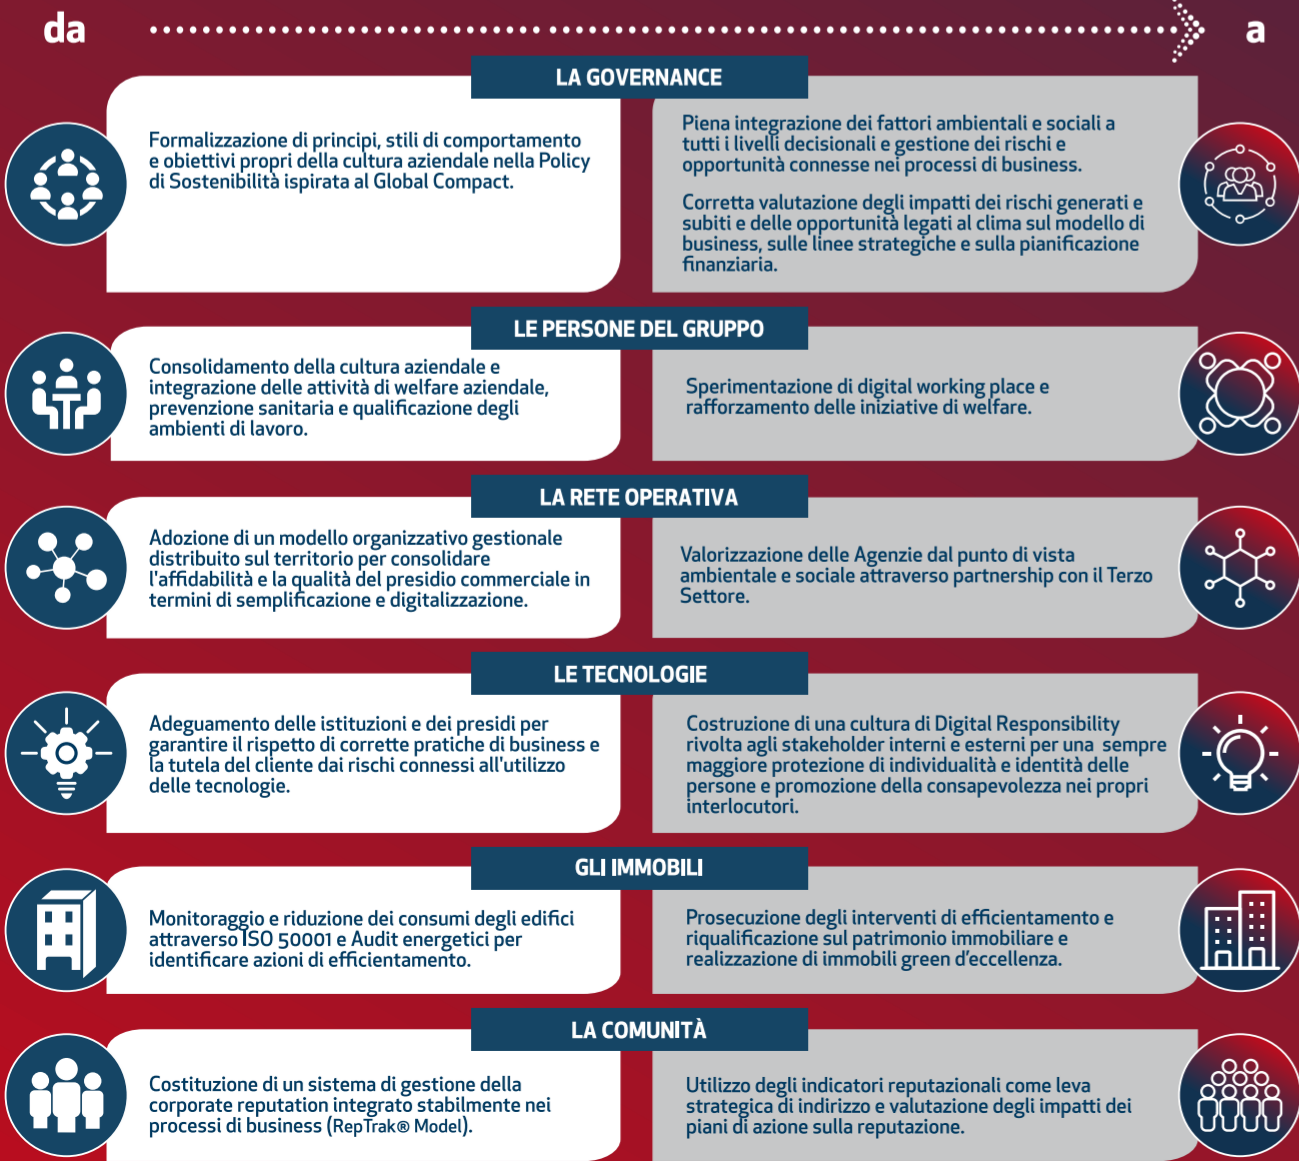 da
a
LA GOVERNANCE
Formalizzazione di principi, stili di comportamento
e obiettivi propri della cultura aziendale nella Policy
di Sostenibilità ispirata al Global Compact.
Piena integrazione dei fattori ambientali e sociali a
tutti i livelli decisionali e gestione dei rischi e
opportunità connesse nei processi di business.
Corretta valutazione degli impatti dei rischi generati e
subiti e delle opportunità legati al clima sul modello di
business, sulle linee strategiche e sulla pianificazione
finanziaria.
LE PERSONE DEL GRUPPO
Consolidamento della cultura aziendale e
integrazione delle attività di welfare aziendale,
prevenzione sanitaria e qualificazione degli
ambienti di lavoro.
Sperimentazione di digital working place e
rafforzamento delle iniziative di welfare.
LA RETE OPERATIVA
Adozione di un modello organizzativo gestionale
distribuito sul territorio per consolidare
l'affidabilità e la qualità del presidio commerciale in
termini di semplificazione e digitalizzazione.
Valorizzazione delle Agenzie dal punto di vista
ambientale e sociale attraverso partnership con il Terzo
Settore.
LE TECNOLOGIE
Adeguamento delle istituzioni e dei presidi per
garantire il rispetto di corrette pratiche di business e
la tutela del cliente dai rischi connessi all'utilizzo
delle tecnologie.
Costruzione di una cultura di Digital Responsibility
rivolta agli stakeholder interni e esterni per una sempre
maggiore protezione di individualità e identità delle
persone e promozione della consapevolezza nei propri
interlocutori.
GLI IMMOBILI
Monitoraggio e riduzione dei consumi degli edifici
attraverso ISO 50001 e Audit energetici per
identificare azioni di efficientamento.
Prosecuzione degli interventi di efficientamento e
riqualificazione sul patrimonio immobiliare e
realizzazione di immobili green d’eccellenza.
LA COMUNITÀ
Costituzione di un sistema di gestione della
corporate reputation integrato stabilmente nei
processi di business (RepTrak® Model).
Utilizzo degli indicatori reputazionali come leva
strategica di indirizzo e valutazione degli impatti dei
piani di azione sulla reputazione.